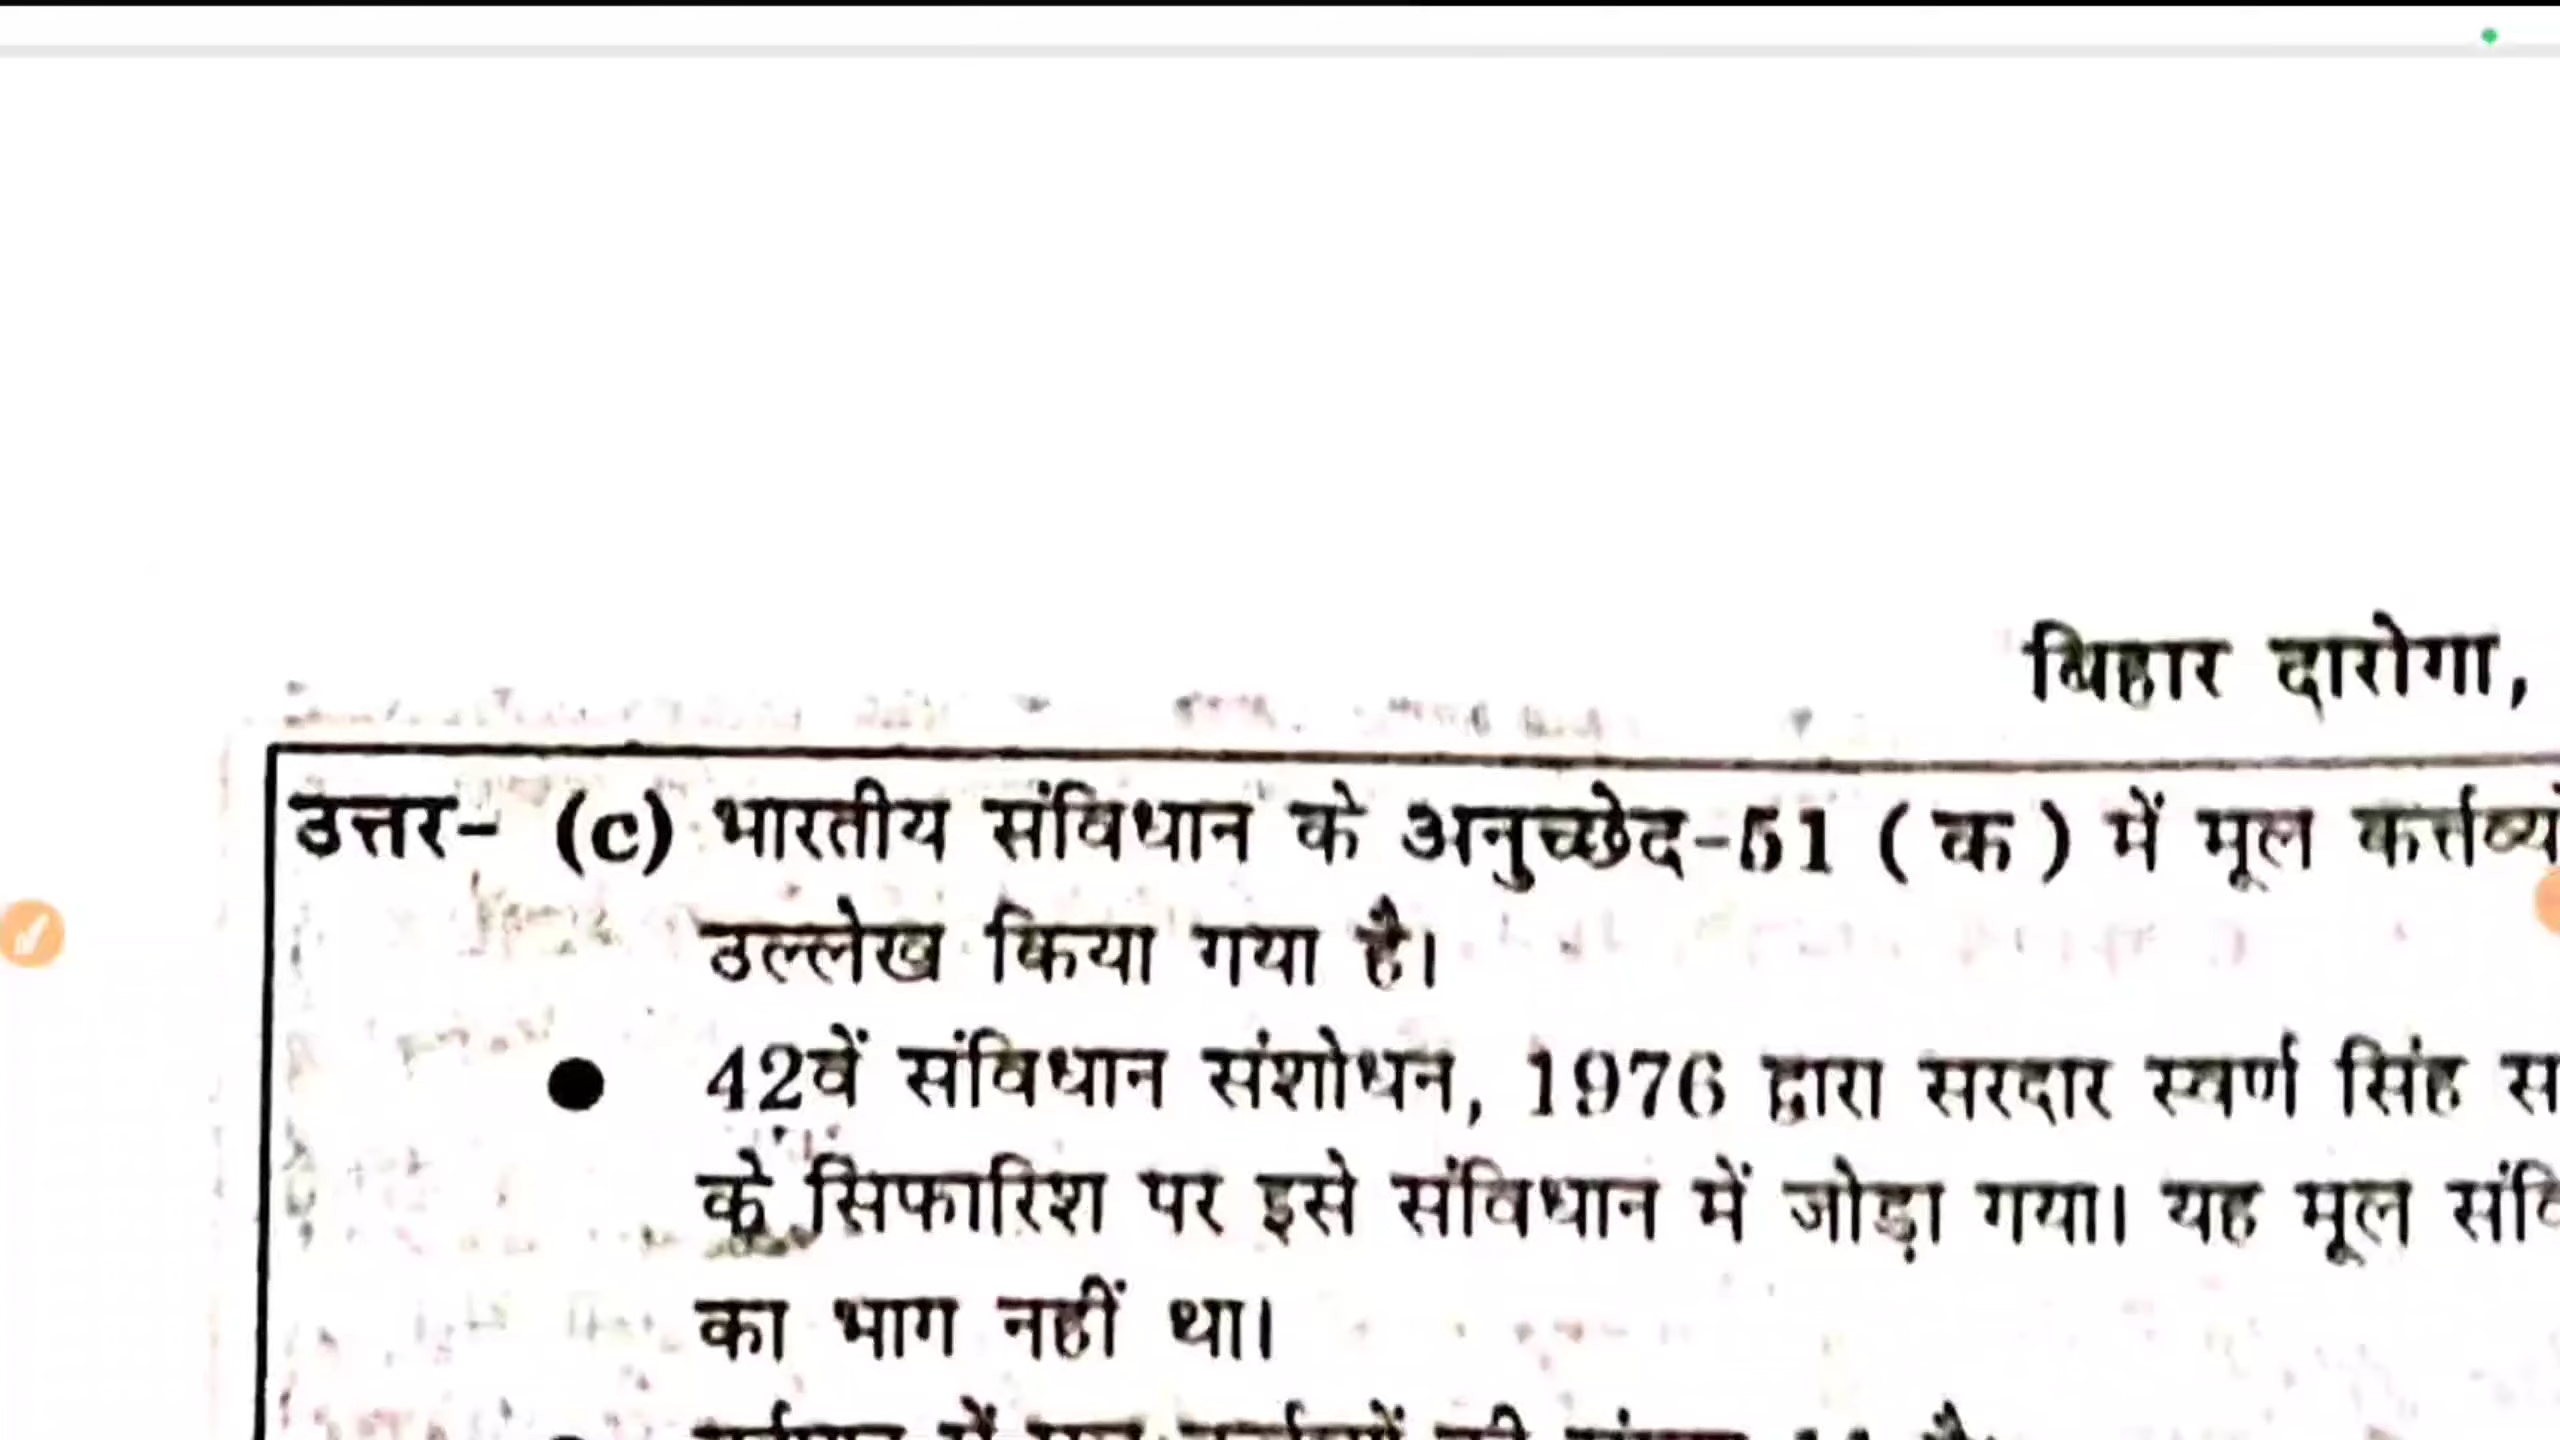 बिहार दारोगा,
उत्तर- (c) भारतीय संविधान के अनुच्छेद-51 (क) में मूल
उल्लेख किया गया है।
● 42वें संविधान संशोधन, 1976 द्वारा सरदार स्वर्ण सिंह
के सिफारिश पर इसे संविधान में जोड़ा गया। यह मूल
का भाग नहीं था।